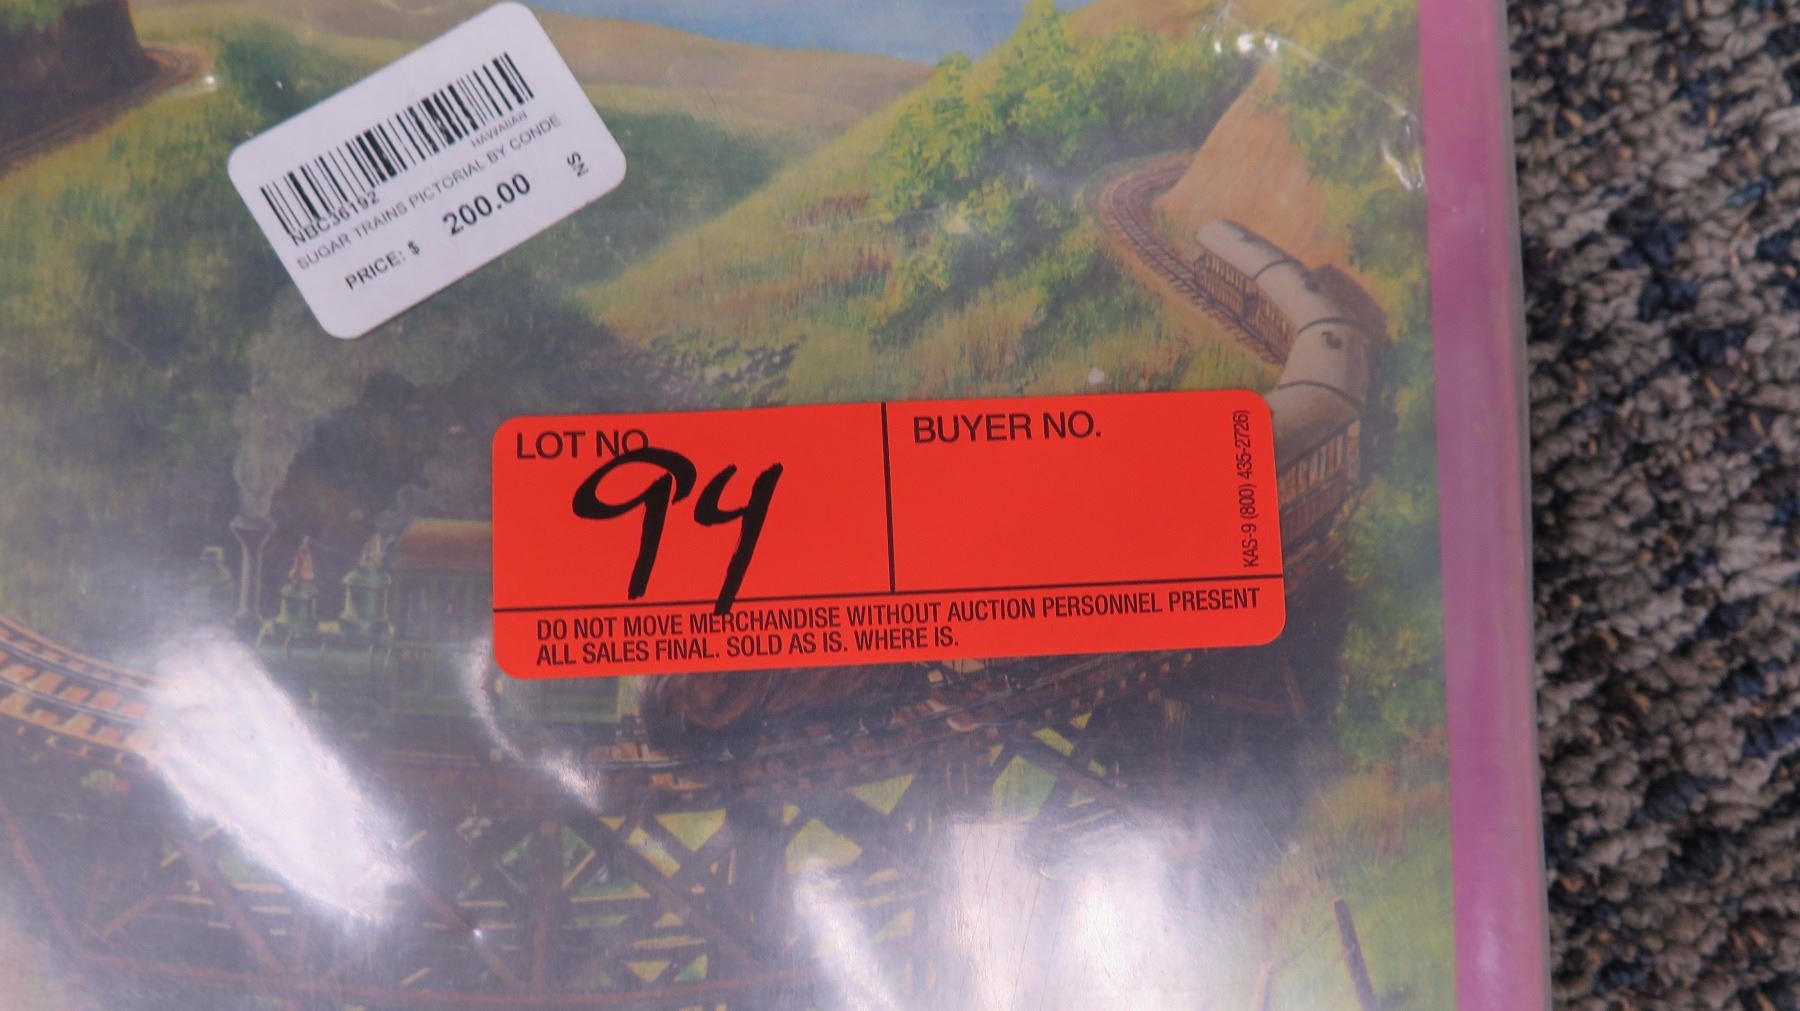 HAWAIIAN
NBC36192
SUGAR TRAINS PICTORIAL BY CONDE
PRICE: $ 200.00
NS
LOT NO.
94
BUYER NO.
KAS-9 (800) 435-2726)
DO NOT MOVE MERCHANDISE WITHOUT AUCTION PERSONNEL PRESENT
ALL SALES FINAL. SOLD AS IS. WHERE IS.